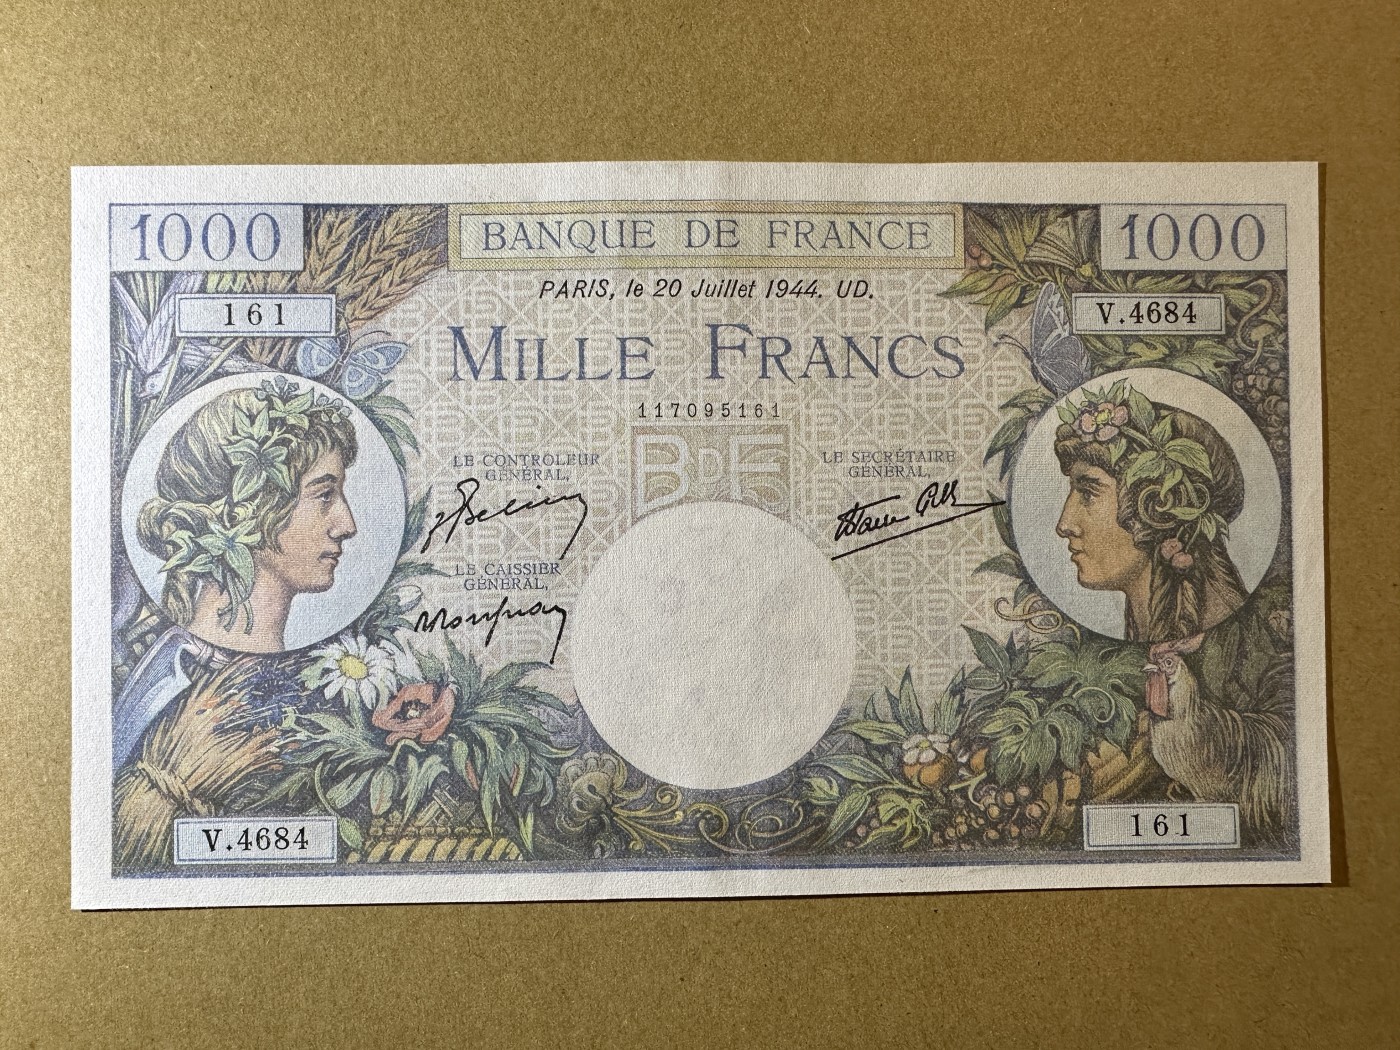 1000 BANQUE DE FRANCE 1000
PARIS, le 20 Juillet 1944. UD.
161 V.4684
MILLE FRANCS
117095161
BDF
LE CONTROLEUR
GÉNÉRAL,
LE SECRÉTAIRE
GÉNÉRAL,
LE CAISSIER
GÉNÉRAL,
V.4684 161